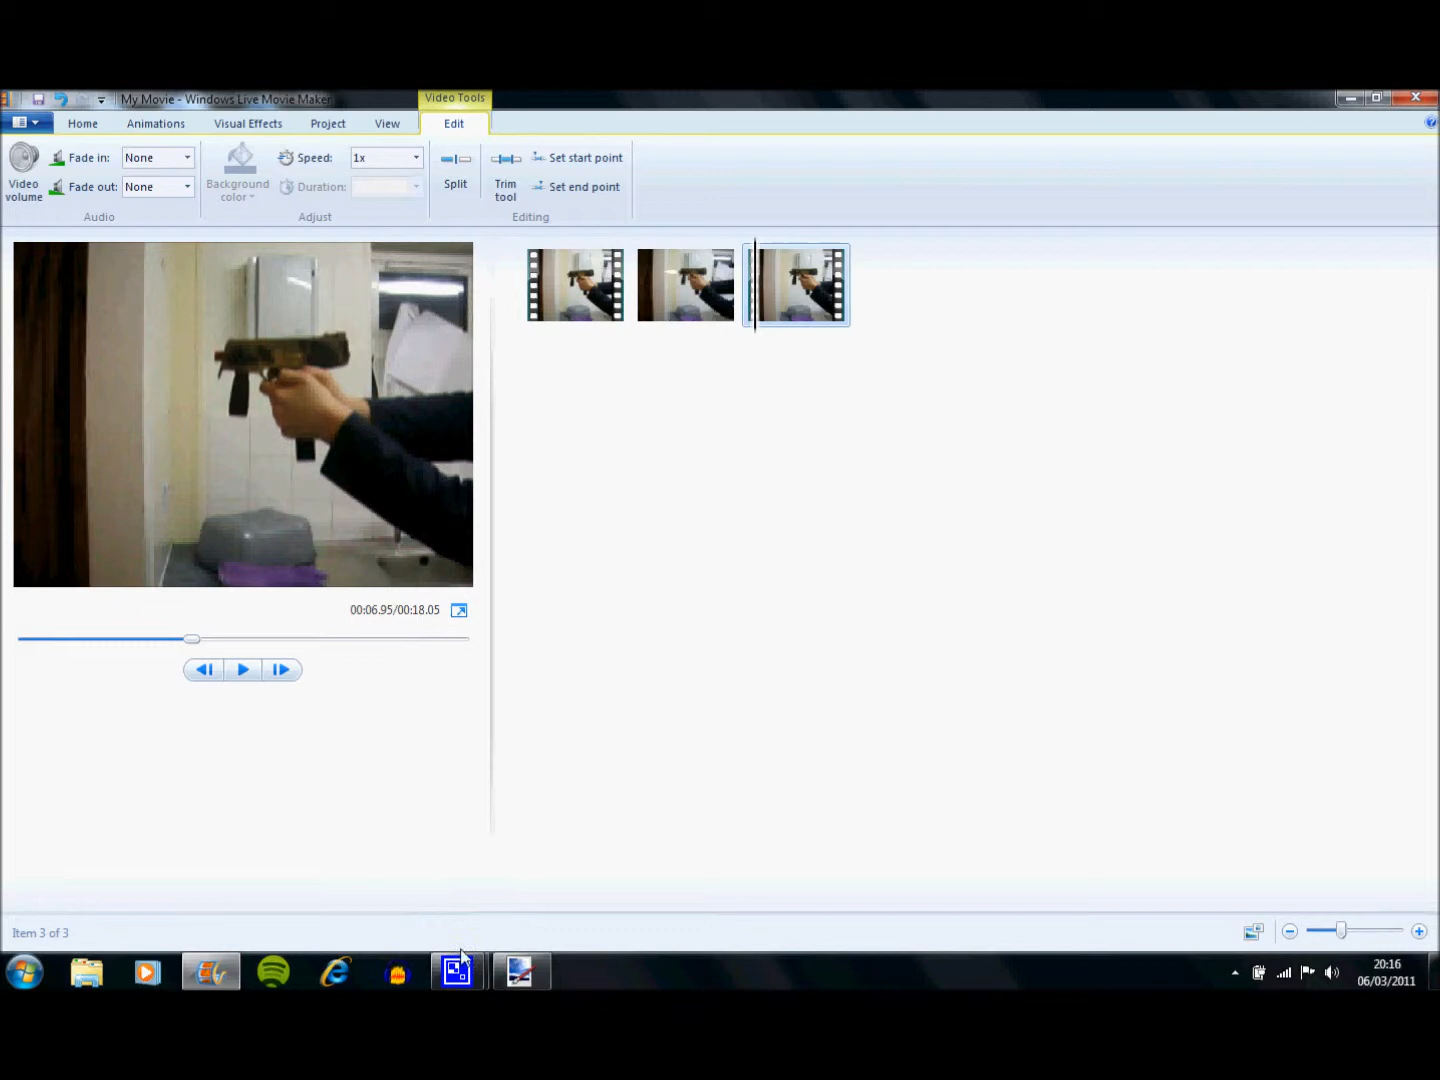 My Movie - Windows Live Movie Maker
Video Tools
Home Animations Visual Effects Project View Edit
Fade in: None Speed: 1x Set start point
Video volume Fade out: None Background color Duration: Split Trim tool Set end point
Audio Adjust Editing
00:06.95/00:18.05
Item 3 of 3
20:16
06/03/2011